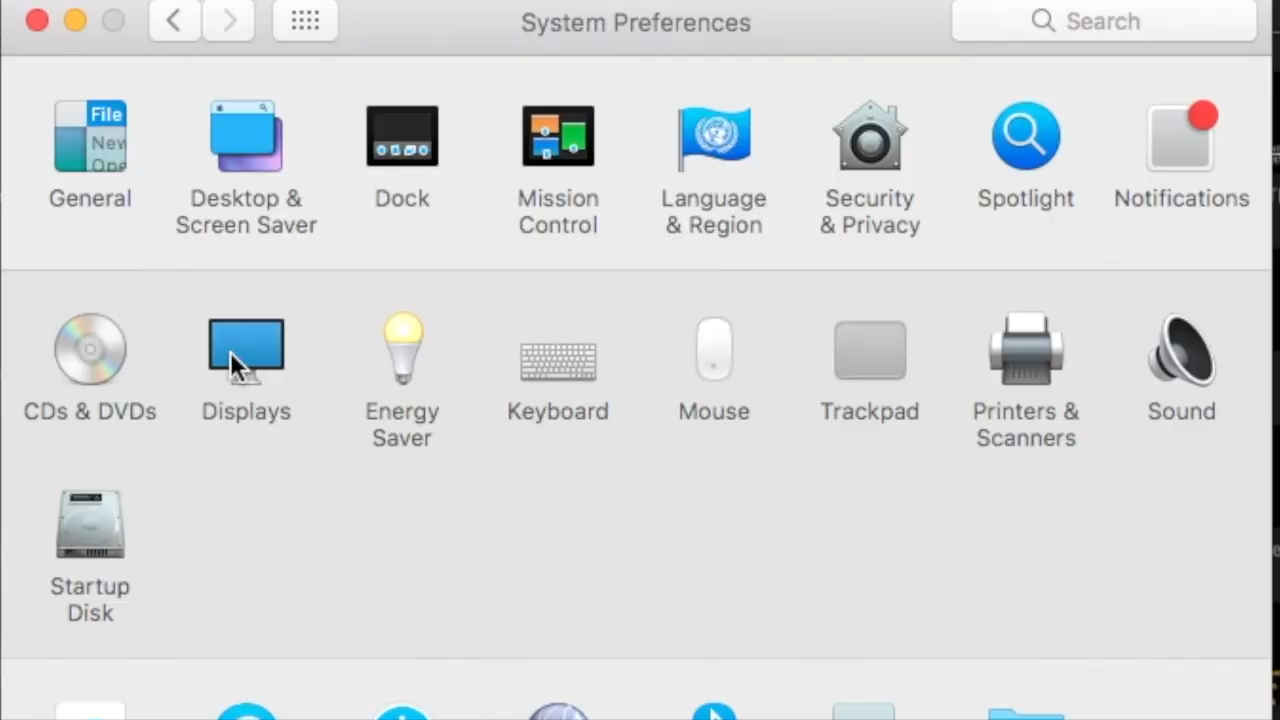 System Preferences
Search
File
New
Ope
General
Desktop &
Screen Saver
Dock
Mission
Control
Language
& Region
Security
& Privacy
Spotlight
Notifications
CDs & DVDs
Displays
Energy
Saver
Keyboard
Mouse
Trackpad
Printers &
Scanners
Sound
Startup
Disk